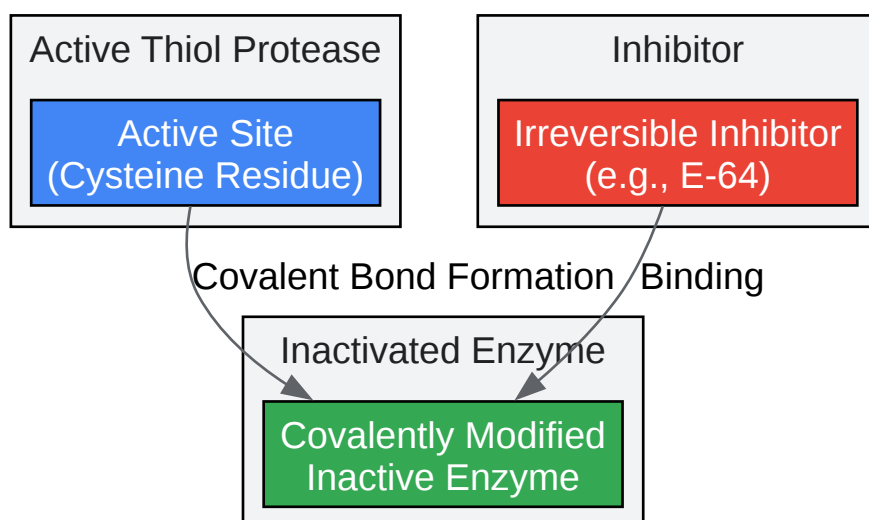 Active Thiol Protease
Active Site
(Cysteine Residue)
Inhibitor
Irreversible Inhibitor
(e.g., E-64)
Covalent Bond Formation
Binding
Inactivated Enzyme
Covalently Modified
Inactive Enzyme